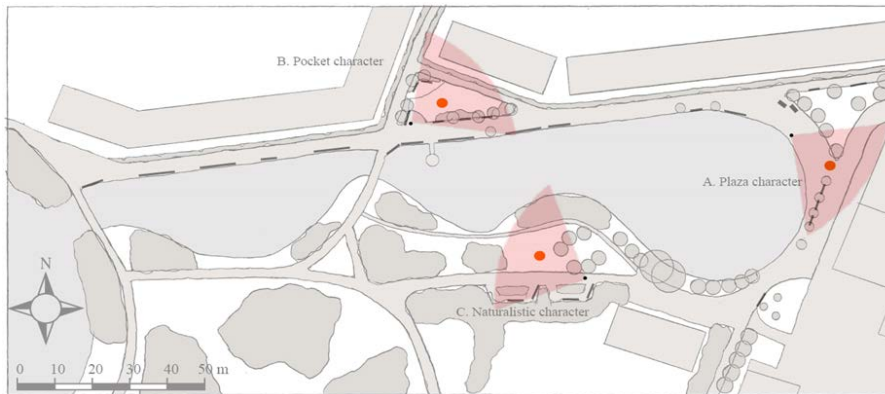 B. Pocket character
A. Plaza character
N
C. Naturalistic character
0 10 20 30 40 50 m